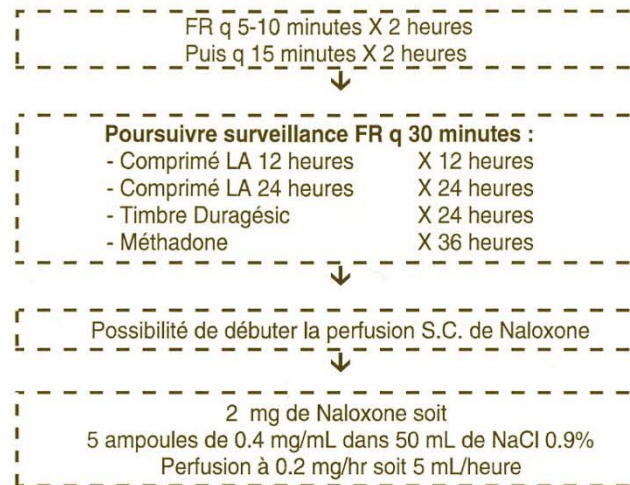 FR q 5-10 minutes X 2 heures
Puis q 15 minutes X 2 heures
Poursuivre surveillance FR q 30 minutes :
- Comprimé LA 12 heures X 12 heures
- Comprimé LA 24 heures X 24 heures
- Timbre Duragésic X 24 heures
- Méthadone X 36 heures
Possibilité de débuter la perfusion S.C. de Naloxone
2 mg de Naloxone soit
5 ampoules de 0.4 mg/mL dans 50 mL de NaCl 0.9%
Perfusion à 0.2 mg/hr soit 5 mL/heure